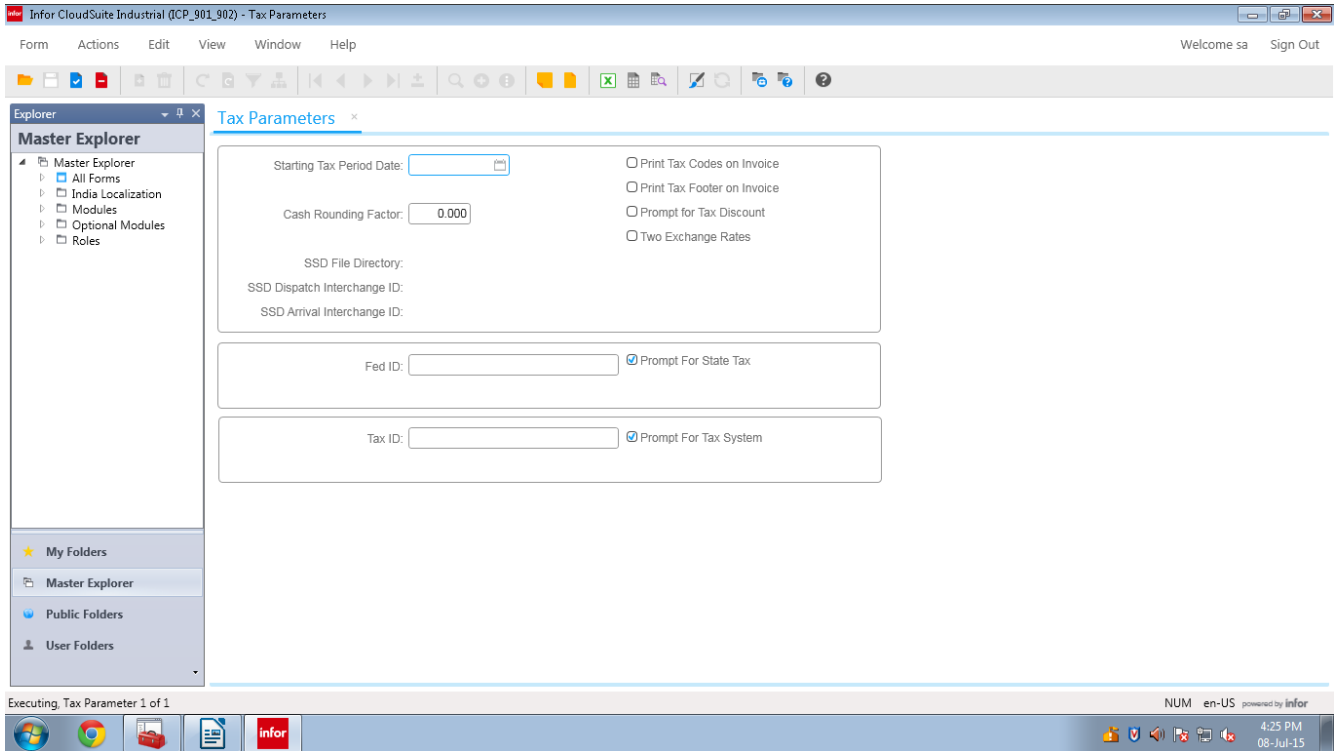 infor Infor CloudSuite Industrial (ICP_901_902) - Tax Parameters
Form Actions Edit View Window Help Welcome sa Sign Out
Explorer
Master Explorer
Master Explorer
All Forms
India Localization
Modules
Optional Modules
Roles
My Folders
Master Explorer
Public Folders
User Folders
Tax Parameters
Starting Tax Period Date:
Print Tax Codes on Invoice
Print Tax Footer on Invoice
Cash Rounding Factor: 0.000
Prompt for Tax Discount
Two Exchange Rates
SSD File Directory:
SSD Dispatch Interchange ID:
SSD Arrival Interchange ID:
Fed ID:
Prompt For State Tax
Tax ID:
Prompt For Tax System
Executing, Tax Parameter 1 of 1 NUM en-US powered by infor
infor
4:25 PM
08-Jul-15